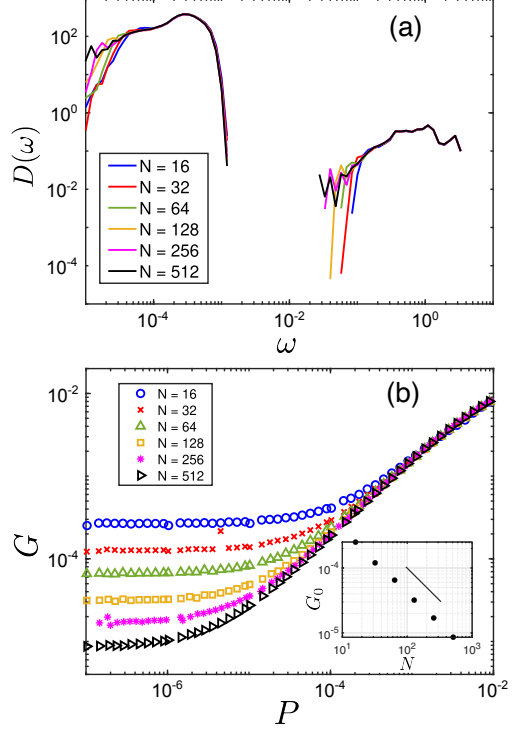 (a)
10^2
10^0
10^-2
10^-4
D(ω)
N = 16
N = 32
N = 64
N = 128
N = 256
N = 512
10^-4
10^-2
10^0
ω
(b)
10^-2
10^-4
G
N = 16
N = 32
N = 64
N = 128
N = 256
N = 512
10^-4
10^-5
G_0
10^1
10^2
10^3
N
10^-6
10^-4
10^-2
P